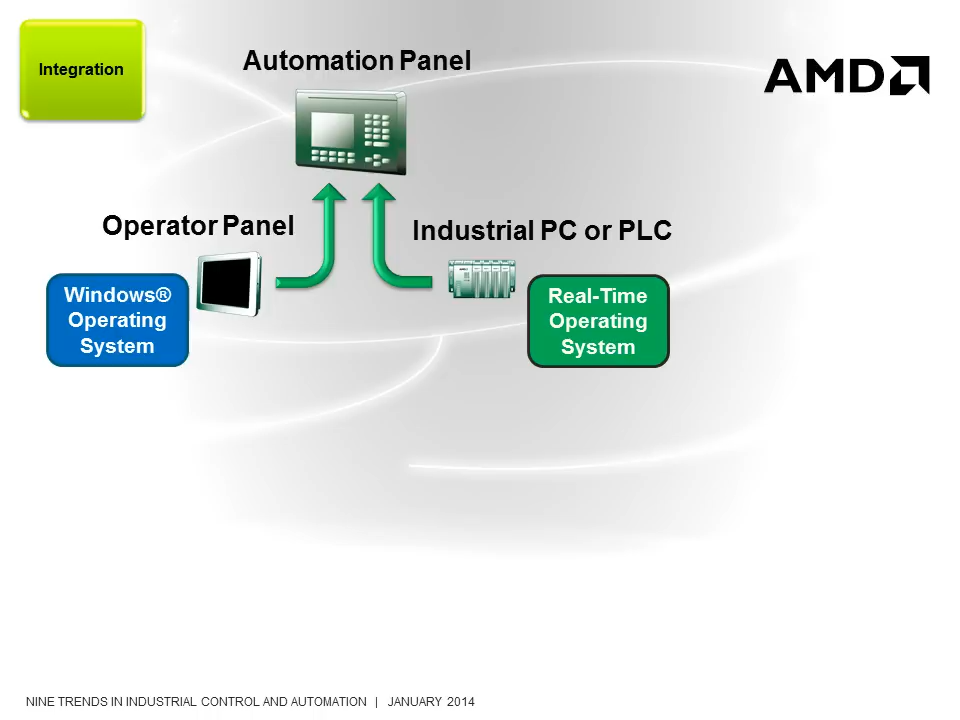 Integration
Automation Panel
AMD
Operator Panel
Industrial PC or PLC
Windows®
Operating
System
Real-Time
Operating
System
NINE TRENDS IN INDUSTRIAL CONTROL AND AUTOMATION | JANUARY 2014